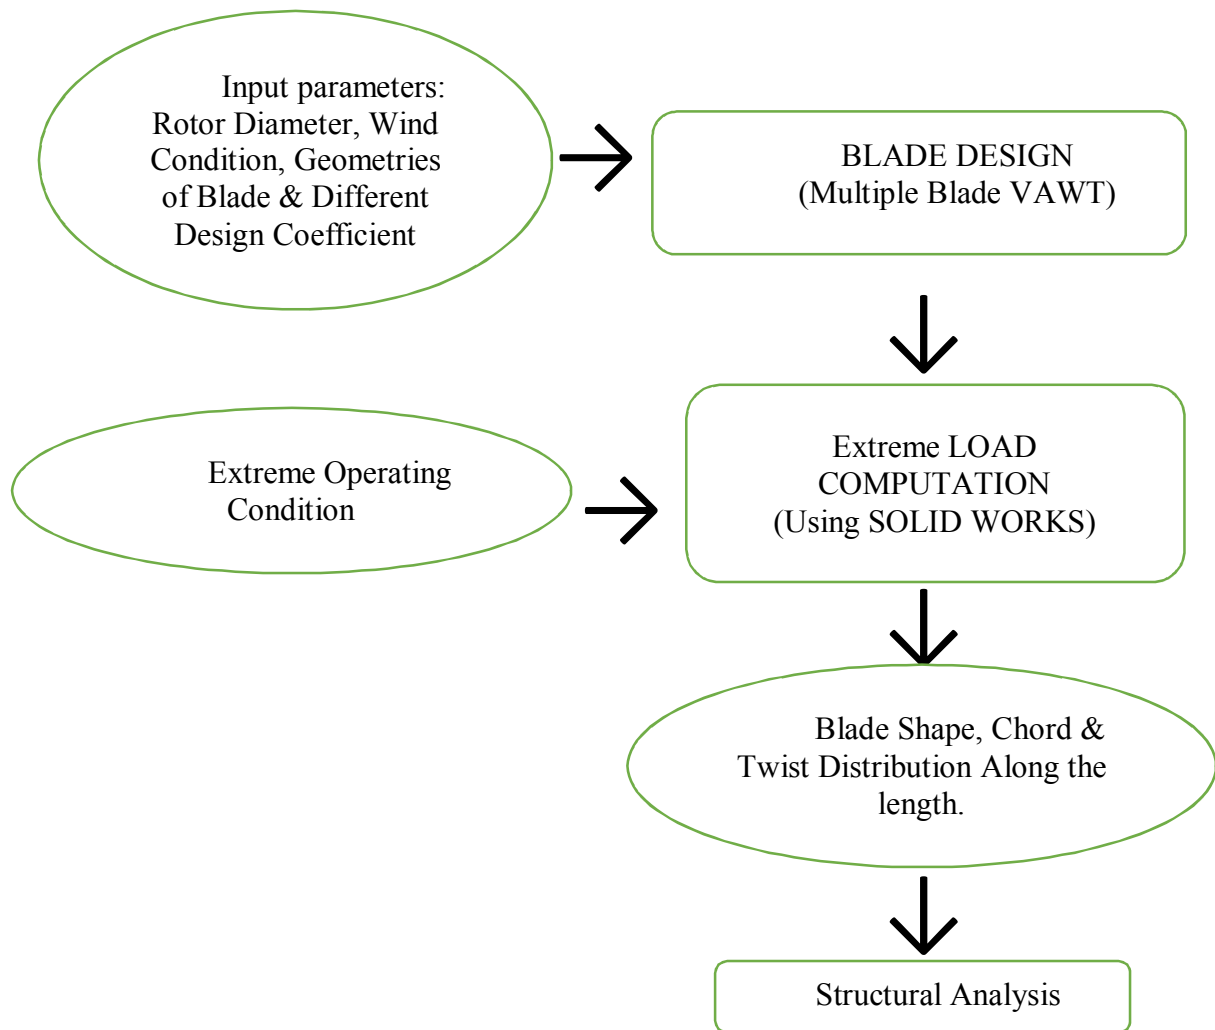 Input parameters:
Rotor Diameter, Wind
Condition, Geometries
of Blade & Different
Design Coefficient
BLADE DESIGN
(Multiple Blade VAWT)
Extreme Operating
Condition
Extreme LOAD
COMPUTATION
(Using SOLID WORKS)
Blade Shape, Chord &
Twist Distribution Along the
length.
Structural Analysis